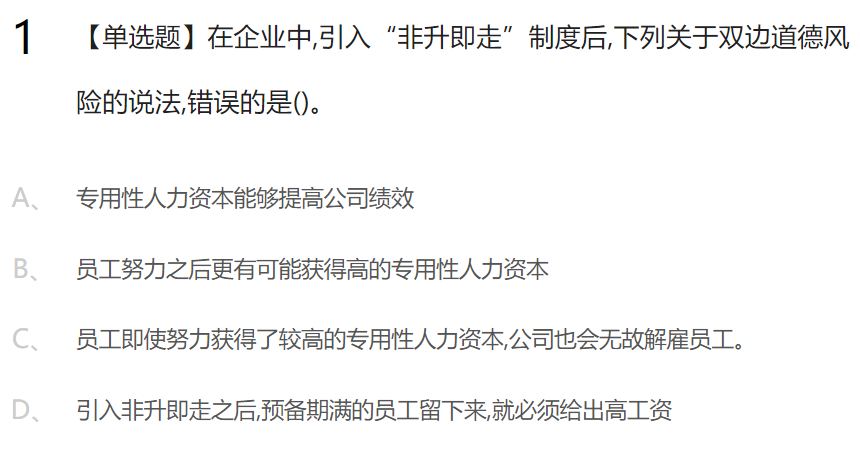 1 【单选题】在企业中,引入“非升即走”制度后,下列关于双边道德风
险的说法,错误的是()。
A、 专用性人力资本能够提高公司绩效
B、 员工努力之后更有可能获得高的专用性人力资本
C、 员工即使努力获得了较高的专用性人力资本,公司也会无故解雇员工。
D、 引入非升即走之后,预备期满的员工留下来,就必须给出高工资